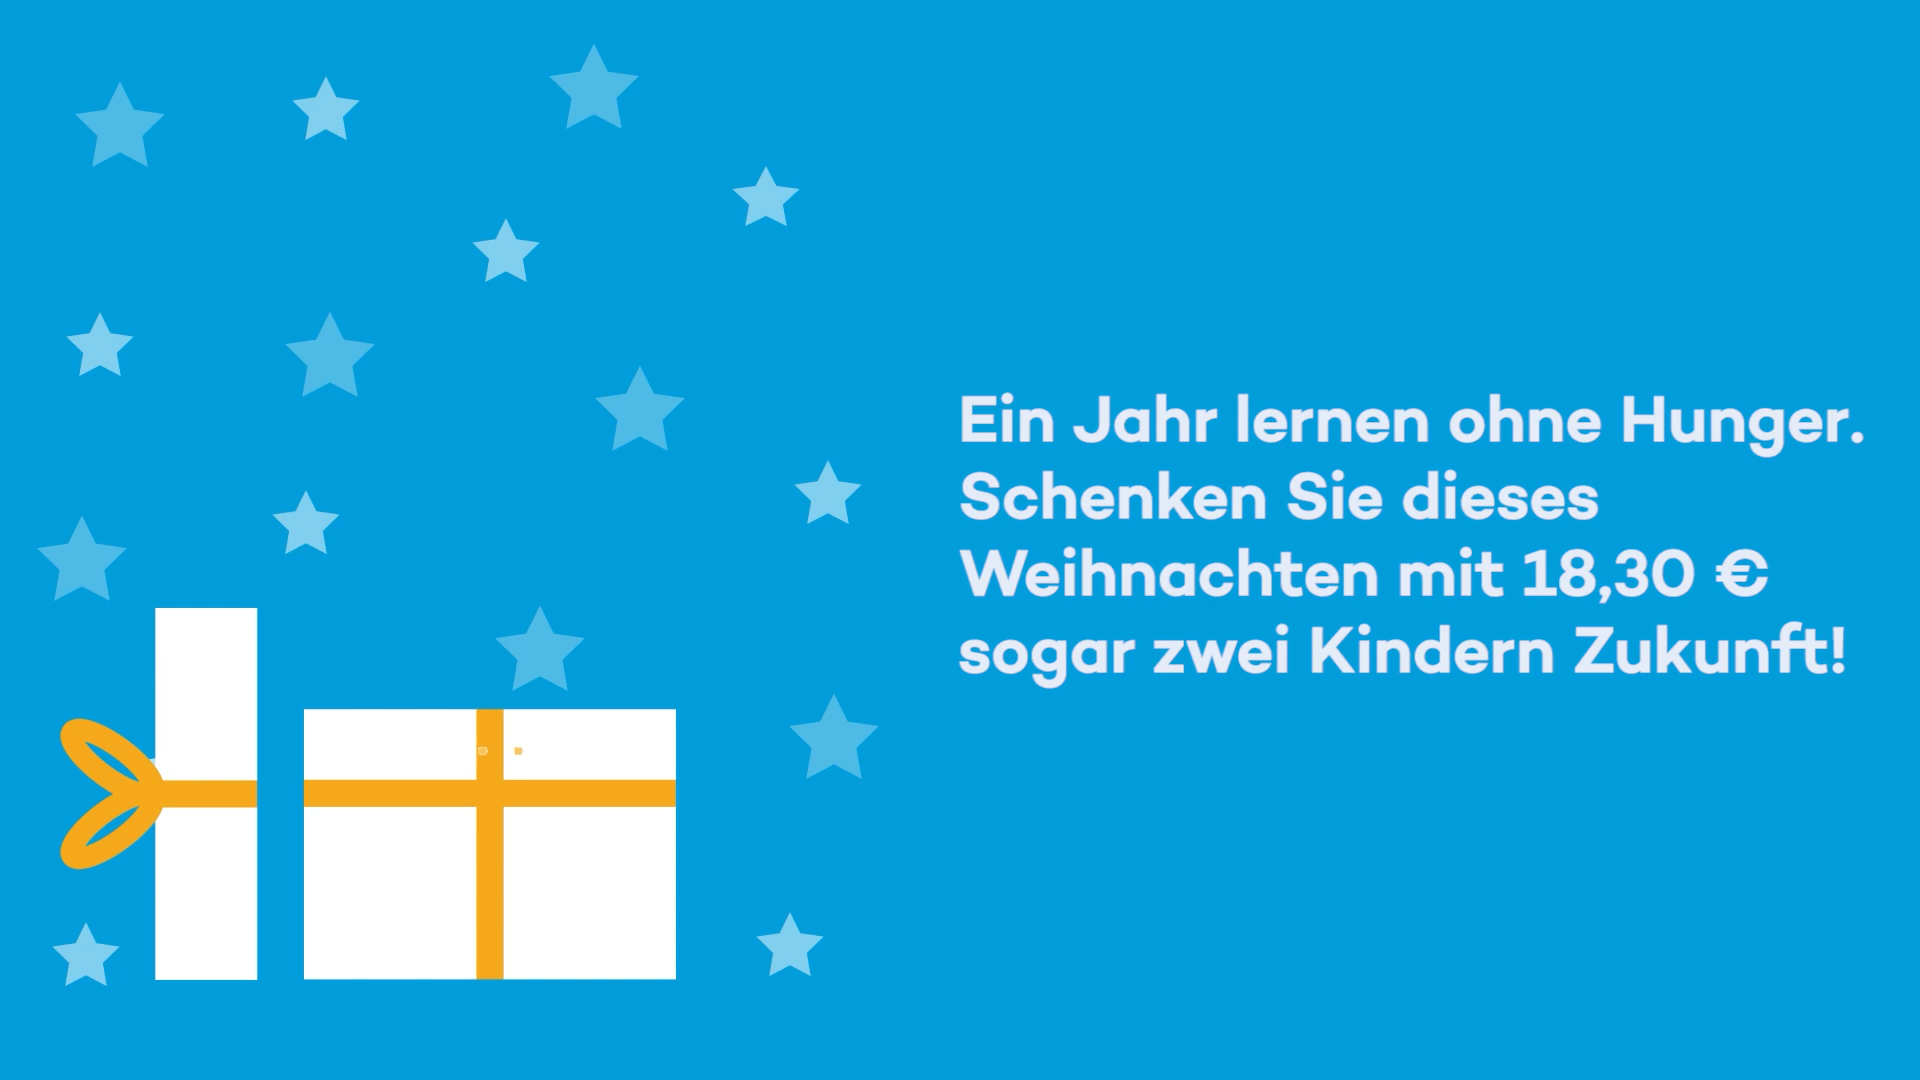 Ein Jahr lernen ohne Hunger.
Schenken Sie dieses
Weihnachten mit 18,30 €
sogar zwei Kindern Zukunft!